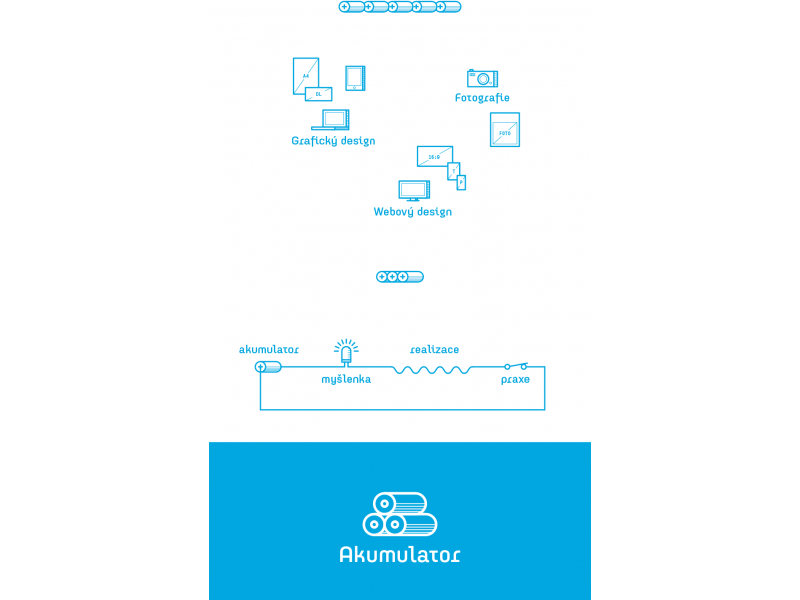 A4
DL
Grafický design
Fotografie
FOTO
16:9
T
P
Webový design
akumulator
realizace
myšlenka
praxe
Akumulator